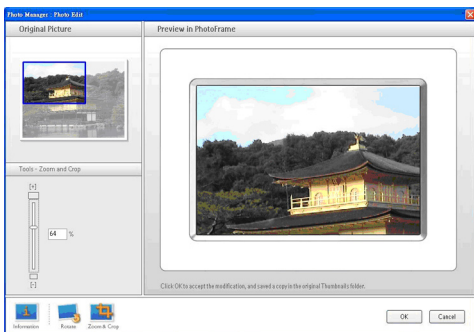 Photo Manager : Photo Edit
Original Picture
Preview in PhotoFrame
Tools - Zoom and Crop
[+]
64 %
[-]
Click OK to accept the modification, and saved a copy in the original Thumbnails folder.
Information
Rotate
Zoom & Crop
OK
Cancel